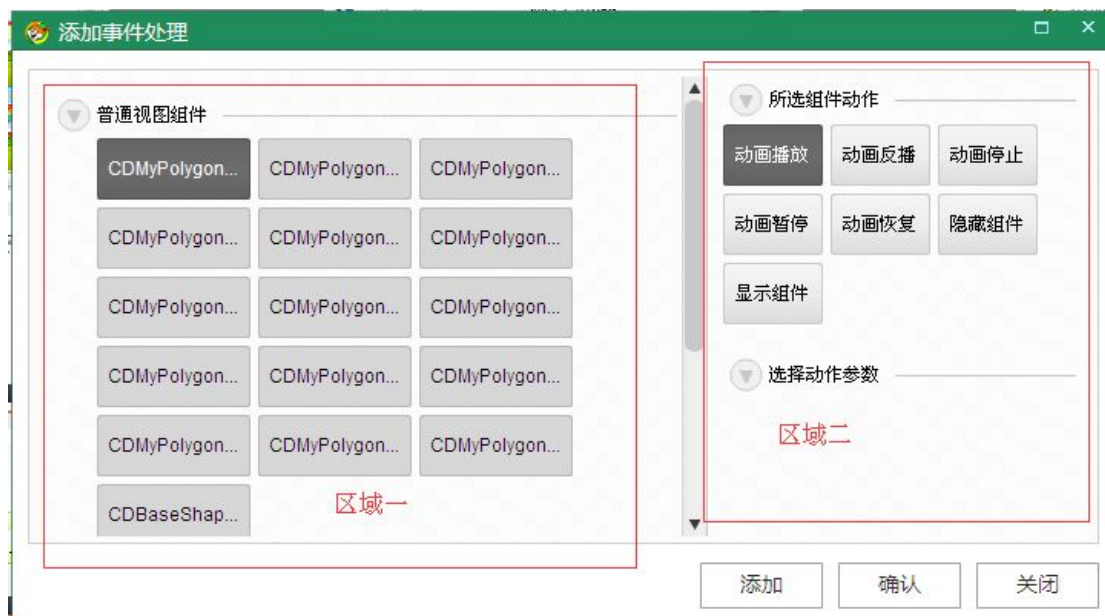 添加事件处理
普通视图组件
CDMyPolygon... CDMyPolygon... CDMyPolygon...
CDMyPolygon... CDMyPolygon... CDMyPolygon...
CDMyPolygon... CDMyPolygon... CDMyPolygon...
CDMyPolygon... CDMyPolygon... CDMyPolygon...
CDMyPolygon... CDMyPolygon... CDMyPolygon...
CDBaseShap...
区域一
所选组件动作
动画播放 动画反播 动画停止
动画暂停 动画恢复 隐藏组件
显示组件
选择动作参数
区域二
添加 确认 关闭